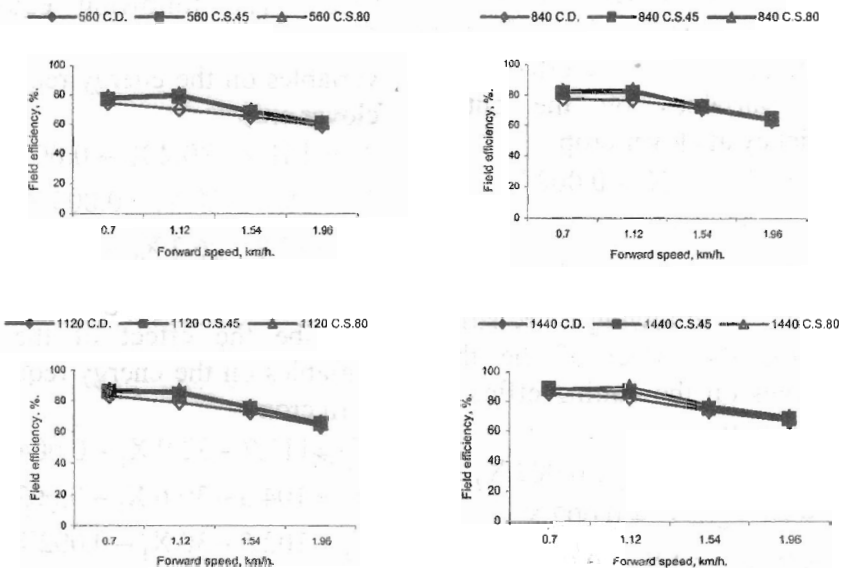 560 C.D. 560 C.S.45 560 C.S.80
840 C.D. 840 C.S.45 840 C.S.80
Field efficiency, %.
100
80
60
40
20
0
0.7 1.12 1.54 1.96
Forward speed, km/h.
Field efficiency, %.
100
80
60
40
20
0
0.7 1.12 1.54 1.96
Forward speed, km/h.
1120 C.D. 1120 C.S.45 1120 C.S.80
1440 C.D. 1440 C.S.45 1440 C.S.80
Field efficiency, %.
100
80
60
40
20
0
0.7 1.12 1.54 1.96
Forward speed, km/h.
Field efficiency, %.
100
80
60
40
20
0
0.7 1.12 1.54 1.96
Forward speed, km/h.